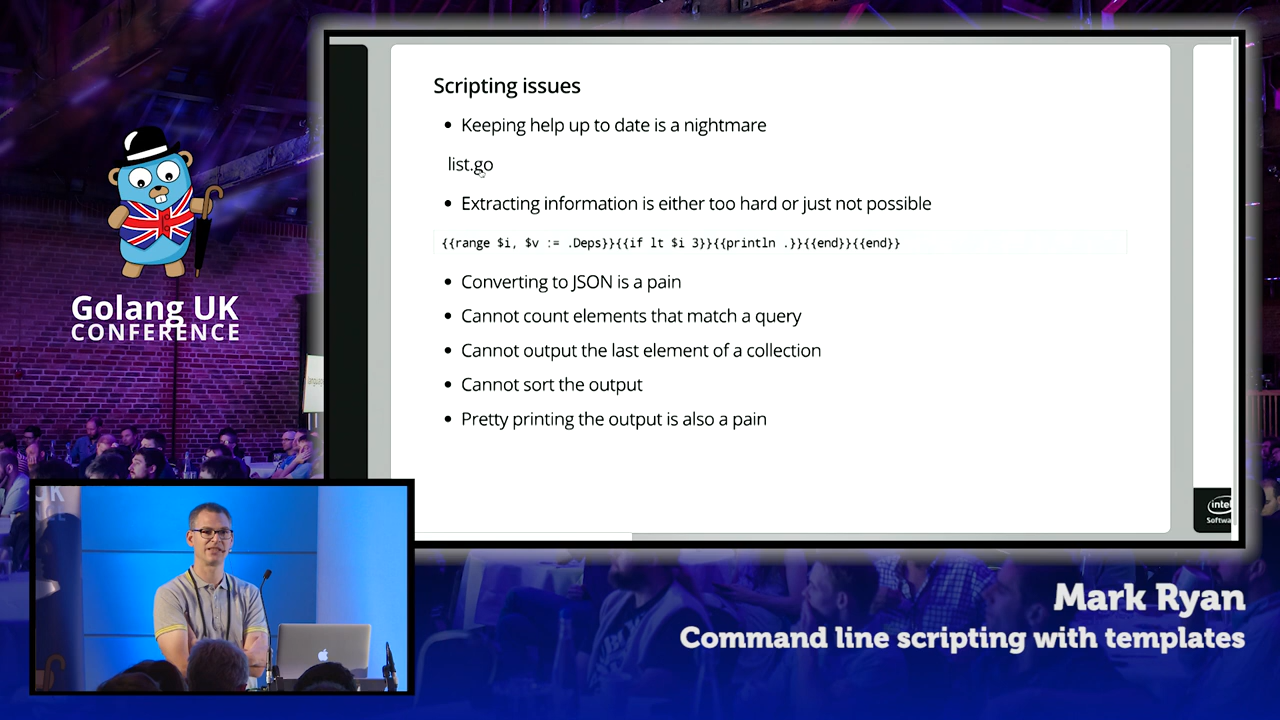 Scripting issues
Keeping help up to date is a nightmare
list.go
Extracting information is either too hard or just not possible
{{range $i, $v := .Deps}}{{if lt $i 3}}{{println .}}{{end}}{{end}}
Converting to JSON is a pain
Cannot count elements that match a query
Cannot output the last element of a collection
Cannot sort the output
Pretty printing the output is also a pain
Golang UK
CONFERENCE
intel
Mark Ryan
Command line scripting with templates